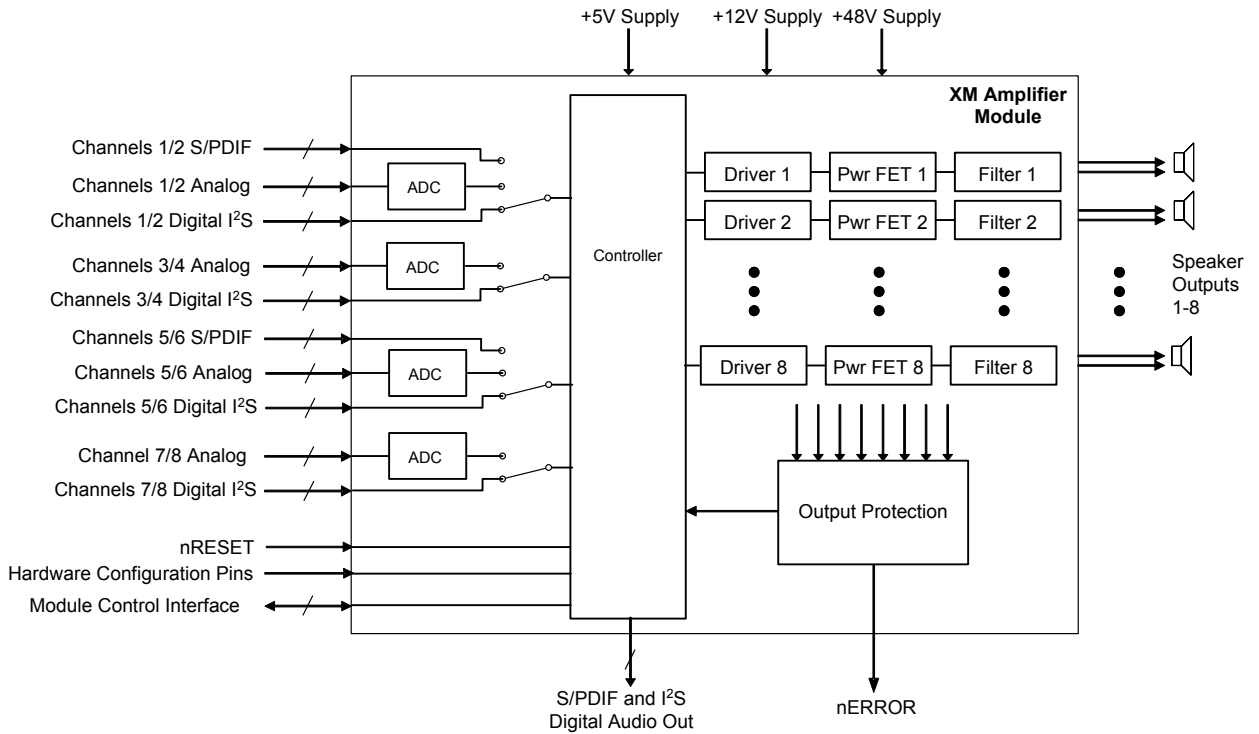 +5V Supply
+12V Supply
+48V Supply
XM Amplifier
Module
Channels 1/2 S/PDIF
Channels 1/2 Analog
Channels 1/2 Digital I²S
ADC
Channels 3/4 Analog
Channels 3/4 Digital I²S
ADC
Channels 5/6 S/PDIF
Channels 5/6 Analog
Channels 5/6 Digital I²S
ADC
Channel 7/8 Analog
Channels 7/8 Digital I²S
ADC
nRESET
Hardware Configuration Pins
Module Control Interface
Controller
Driver 1
Pwr FET 1
Filter 1
Driver 2
Pwr FET 2
Filter 2
Driver 8
Pwr FET 8
Filter 8
Speaker
Outputs
1-8
Output Protection
S/PDIF and I²S
Digital Audio Out
nERROR